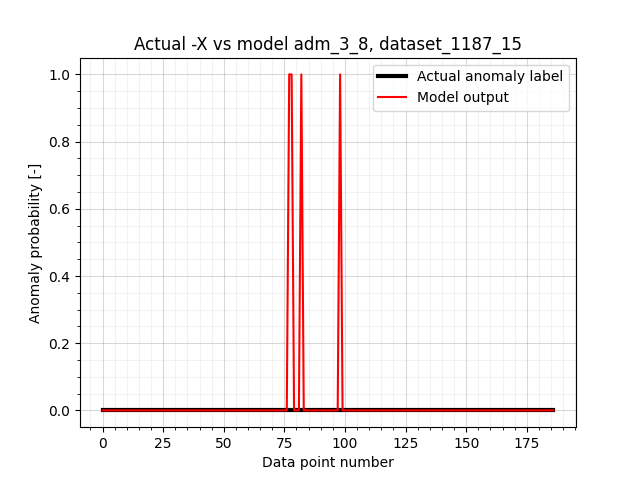 Actual -X vs model adm_3_8, dataset_1187_15
Actual anomaly label
Model output
Anomaly probability [-]
1.0
0.8
0.6
0.4
0.2
0.0
0 25 50 75 100 125 150 175
Data point number